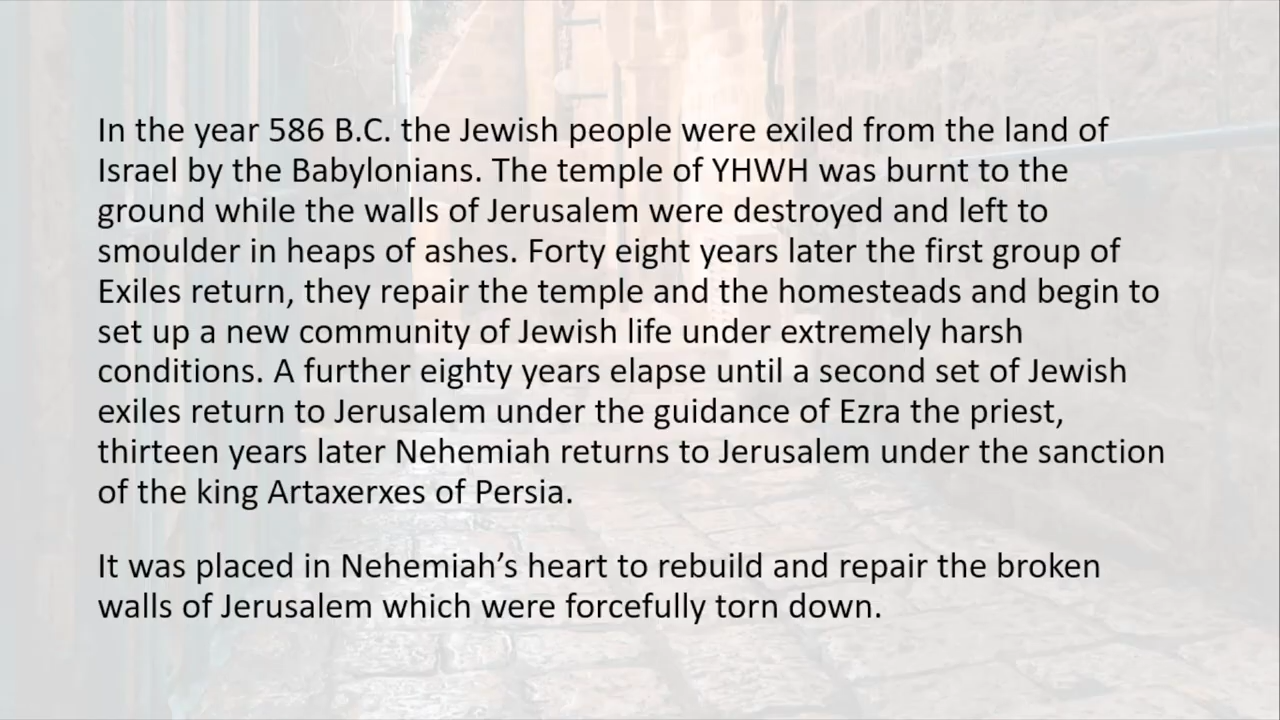 In the year 586 B.C. the Jewish people were exiled from the land of
Israel by the Babylonians. The temple of YHWH was burnt to the
ground while the walls of Jerusalem were destroyed and left to
smoulder in heaps of ashes. Forty eight years later the first group of
Exiles return, they repair the temple and the homesteads and begin to
set up a new community of Jewish life under extremely harsh
conditions. A further eighty years elapse until a second set of Jewish
exiles return to Jerusalem under the guidance of Ezra the priest,
thirteen years later Nehemiah returns to Jerusalem under the sanction
of the king Artaxerxes of Persia.
It was placed in Nehemiah’s heart to rebuild and repair the broken
walls of Jerusalem which were forcefully torn down.